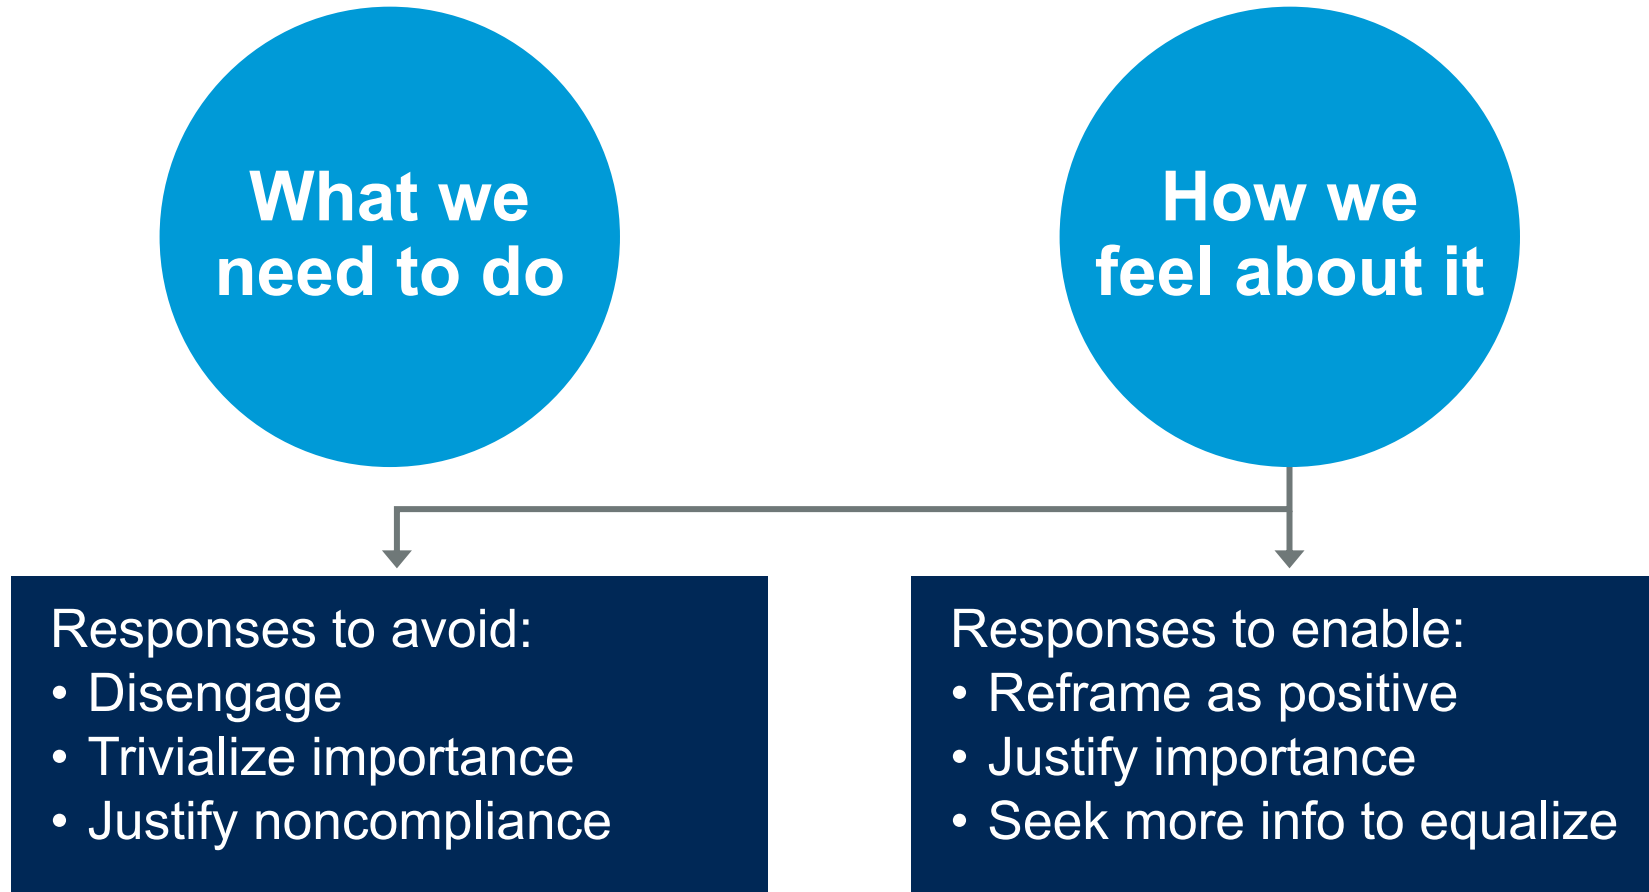 What we
need to do
How we
feel about it
Responses to avoid:
• Disengage
• Trivialize importance
• Justify noncompliance
Responses to enable:
• Reframe as positive
• Justify importance
• Seek more info to equalize